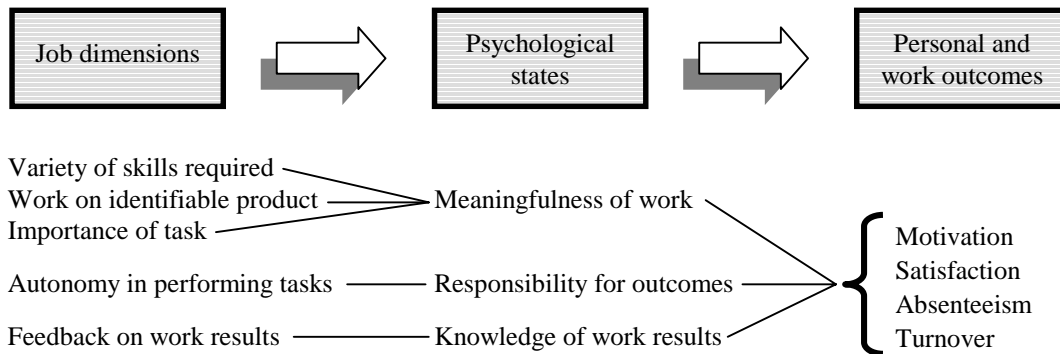 Job dimensions
Psychological
states
Personal and
work outcomes
Variety of skills required
Work on identifiable product
Importance of task
Meaningfulness of work
Autonomy in performing tasks
Responsibility for outcomes
Feedback on work results
Knowledge of work results
Motivation
Satisfaction
Absenteeism
Turnover